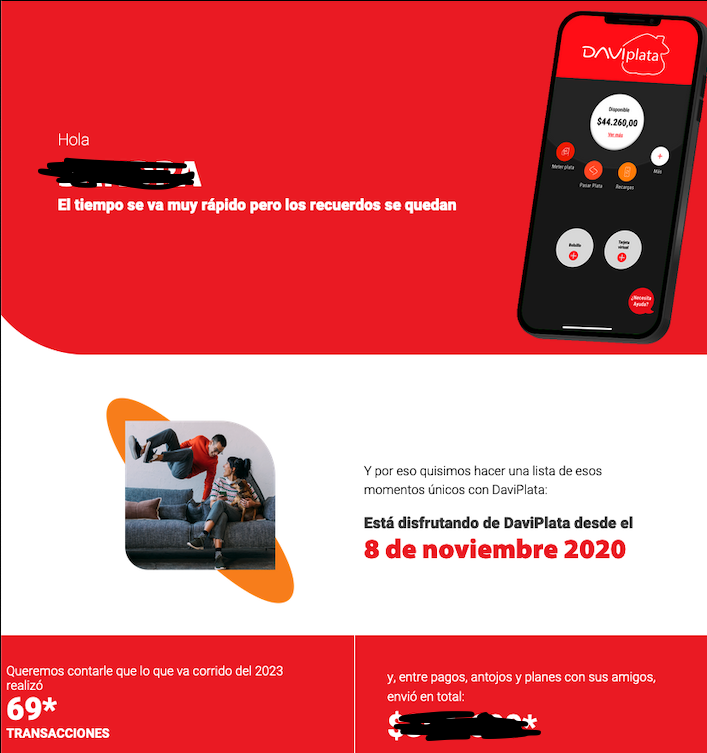 DAVIplata
Disponible
$44.260,00
Ver más
Meter plata
Pasar Plata
Recargas
Más
Bolsillo
Tarjeta
virtual
¿Necesita
Ayuda?
Hola
El tiempo se va muy rápido pero los recuerdos se quedan
Y por eso quisimos hacer una lista de esos
momentos únicos con DaviPlata:
Está disfrutando de DaviPlata desde el
8 de noviembre 2020
Queremos contarle que lo que va corrido del 2023
realizó
69*
TRANSACCIONES
y, entre pagos, antojos y planes con sus amigos,
envió en total: